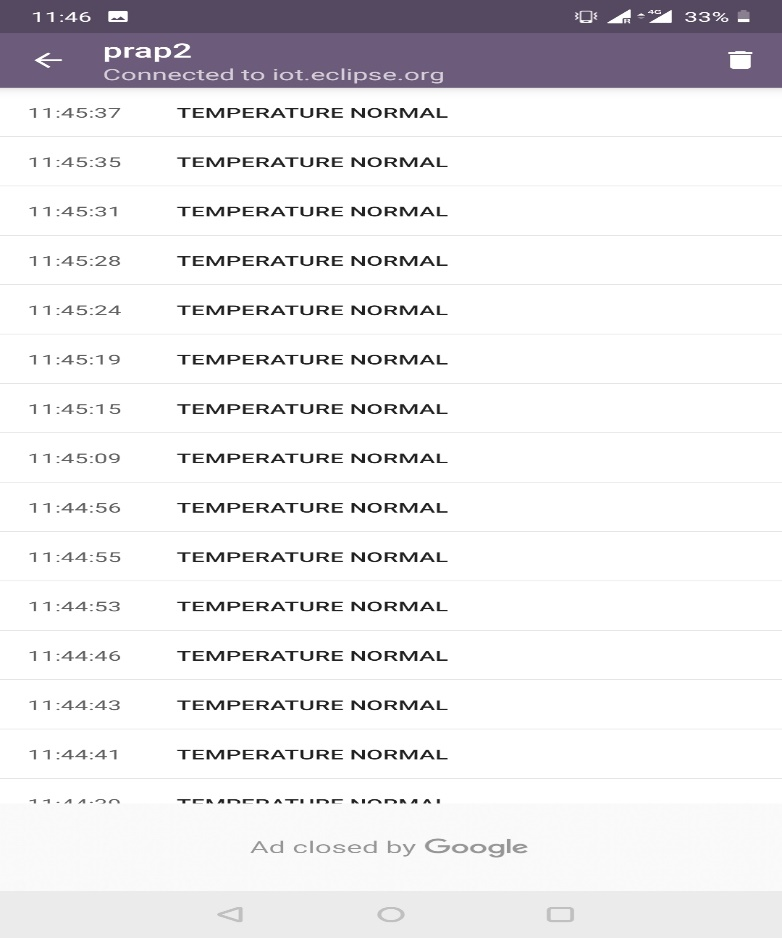 11:46 4G 33%
prap2
Connected to iot.eclipse.org
11:45:37 TEMPERATURE NORMAL
11:45:35 TEMPERATURE NORMAL
11:45:31 TEMPERATURE NORMAL
11:45:28 TEMPERATURE NORMAL
11:45:24 TEMPERATURE NORMAL
11:45:19 TEMPERATURE NORMAL
11:45:15 TEMPERATURE NORMAL
11:45:09 TEMPERATURE NORMAL
11:44:56 TEMPERATURE NORMAL
11:44:55 TEMPERATURE NORMAL
11:44:53 TEMPERATURE NORMAL
11:44:46 TEMPERATURE NORMAL
11:44:43 TEMPERATURE NORMAL
11:44:41 TEMPERATURE NORMAL
TEMPERATURE NORMAL
Ad closed by Google